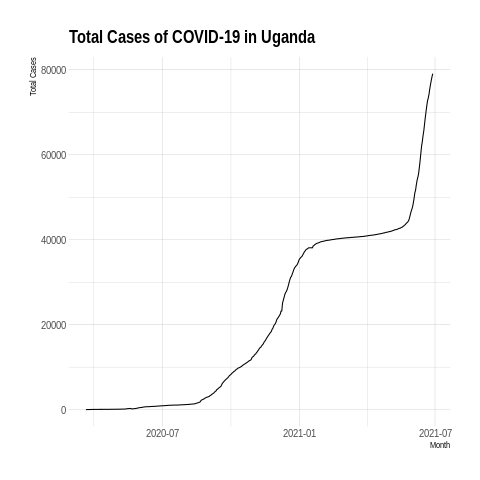 Total Cases of COVID-19 in Uganda
Total Cases
80000
60000
40000
20000
0
2020-07
2021-01
2021-07
Month